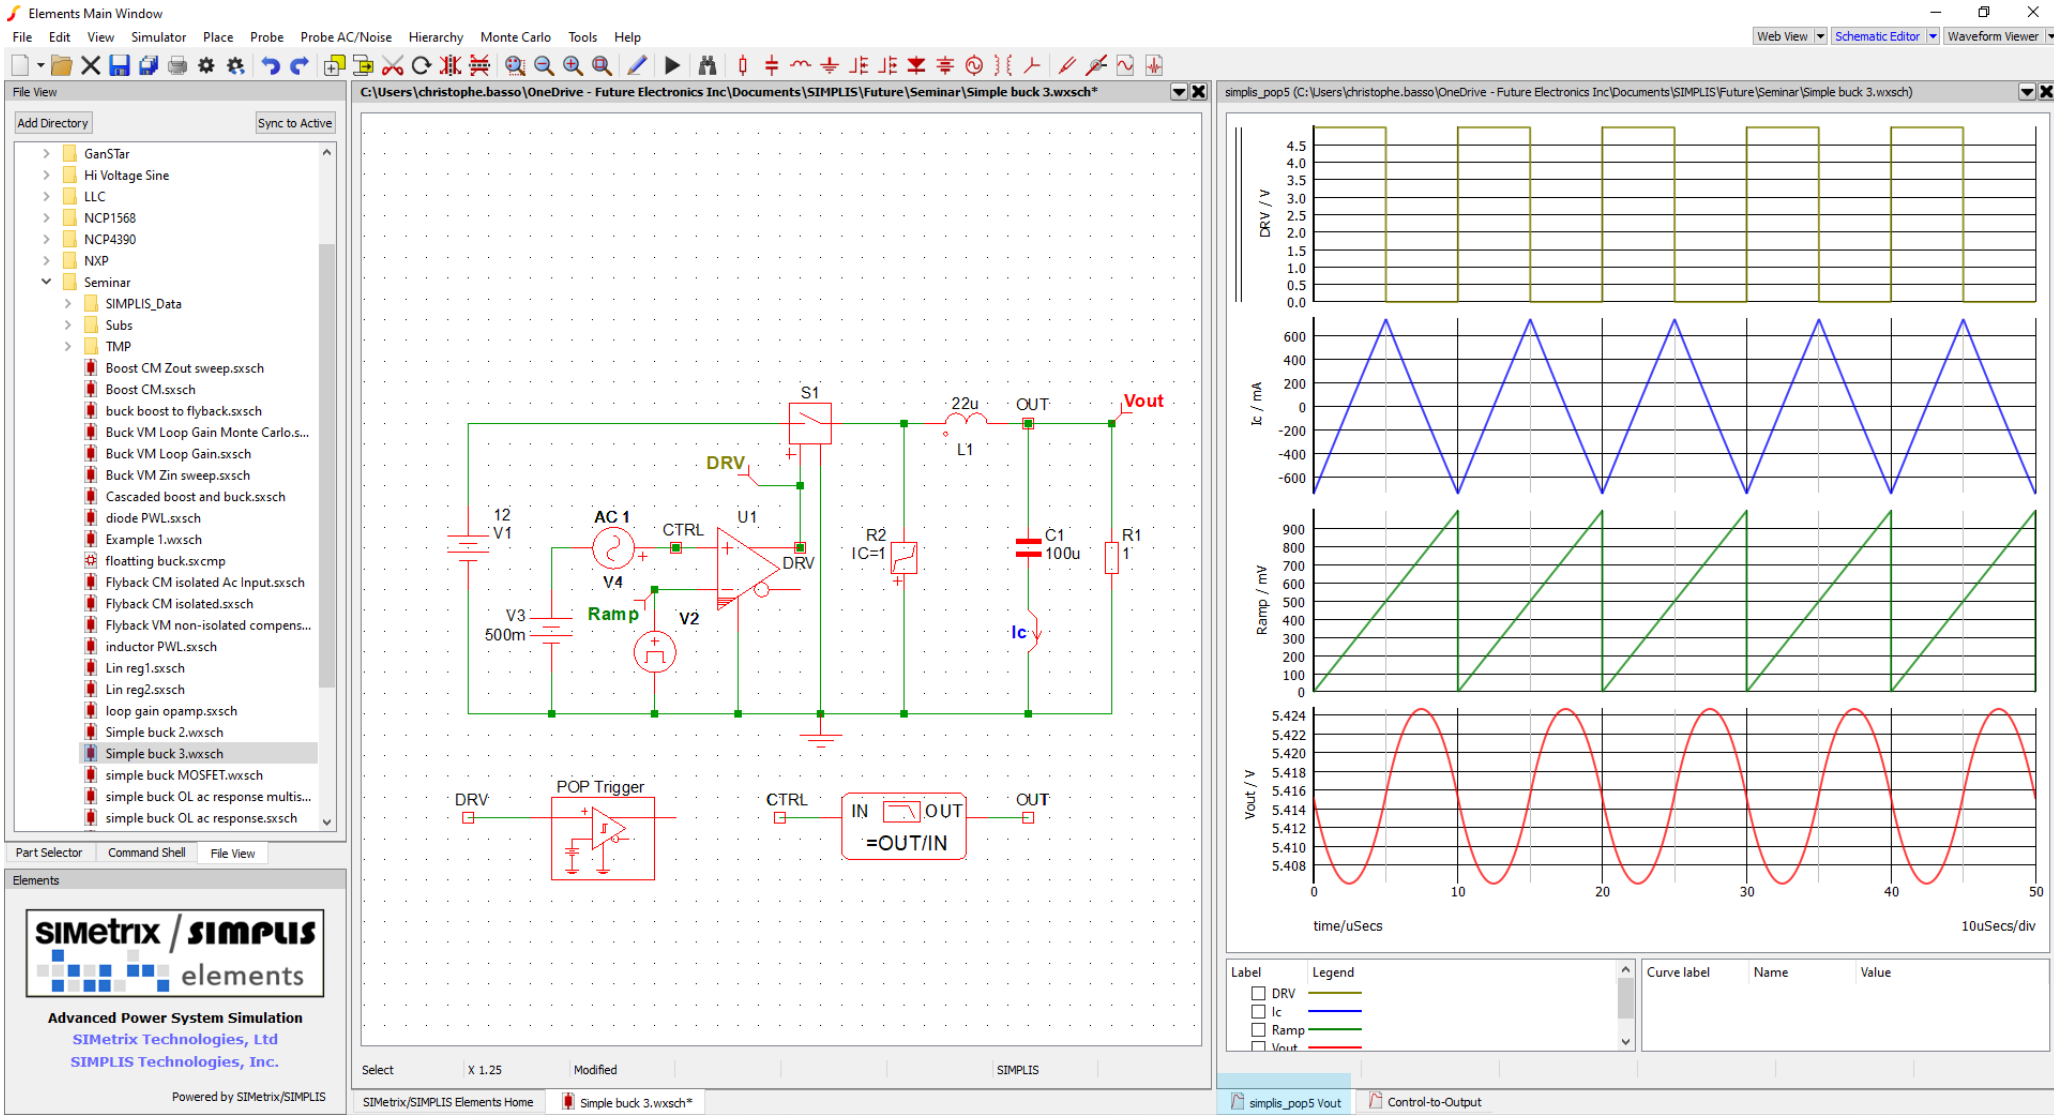 Elements Main Window
File Edit View Simulator Place Probe Probe AC/Noise Hierarchy Monte Carlo Tools Help
Web View Schematic Editor Waveform Viewer
File View
Add Directory Sync to Active
GanSTar
Hi Voltage Sine
LLC
NCP1568
NCP4390
NXP
Seminar
SIMPLIS_Data
Subs
TMP
Boost CM Zout sweep.sxsch
Boost CM.sxsch
buck boost to flyback.sxsch
Buck VM Loop Gain Monte Carlo.s...
Buck VM Loop Gain.sxsch
Buck VM Zin sweep.sxsch
Cascaded boost and buck.sxsch
diode PWL.sxsch
Example 1.wxsch
floatting buck.sxcmp
Flyback CM isolated Ac Input.sxsch
Flyback CM isolated.sxsch
Flyback VM non-isolated compens...
inductor PWL.sxsch
Lin reg1.sxsch
Lin reg2.sxsch
loop gain opamp.sxsch
Simple buck 2.wxsch
Simple buck 3.wxsch
simple buck MOSFET.wxsch
simple buck OL ac response multis...
simple buck OL ac response.sxsch
Part Selector Command Shell File View
Elements
SIMetrix / SIMPLIS
elements
Advanced Power System Simulation
SIMetrix Technologies, Ltd
SIMPLIS Technologies, Inc.
Powered by SIMetrix/SIMPLIS
C:\Users\christophe.basso\OneDrive - Future Electronics Inc\Documents\SIMPLIS\Future\Seminar\Simple buck 3.wxsch*
S1
22u
OUT
Vout
L1
DRV
12
V1
AC 1
CTRL
U1
DRV
V4
R2
IC=1
C1
100u
R1
1
Ramp
V2
V3
500m
Ic
POP Trigger
DRV
CTRL
IN OUT
=OUT/IN
OUT
Select X 1.25 Modified SIMPLIS
SIMetrix/SIMPLIS Elements Home Simple buck 3.wxsch*
simplis_pop5 (C:\Users\christophe.basso\OneDrive - Future Electronics Inc\Documents\SIMPLIS\Future\Seminar\Simple buck 3.wxsch)
DRV / V
4.5
4.0
3.5
3.0
2.5
2.0
1.5
1.0
0.5
0.0
Ic / mA
600
400
200
0
-200
-400
-600
Ramp / mV
900
800
700
600
500
400
300
200
100
0
Vout / V
5.424
5.422
5.420
5.418
5.416
5.414
5.412
5.410
5.408
0 10 20 30 40 50
time/uSecs 10uSecs/div
Label Legend
DRV
Ic
Ramp
Vout
Curve label Name Value
simplis_pop5 Vout Control-to-Output